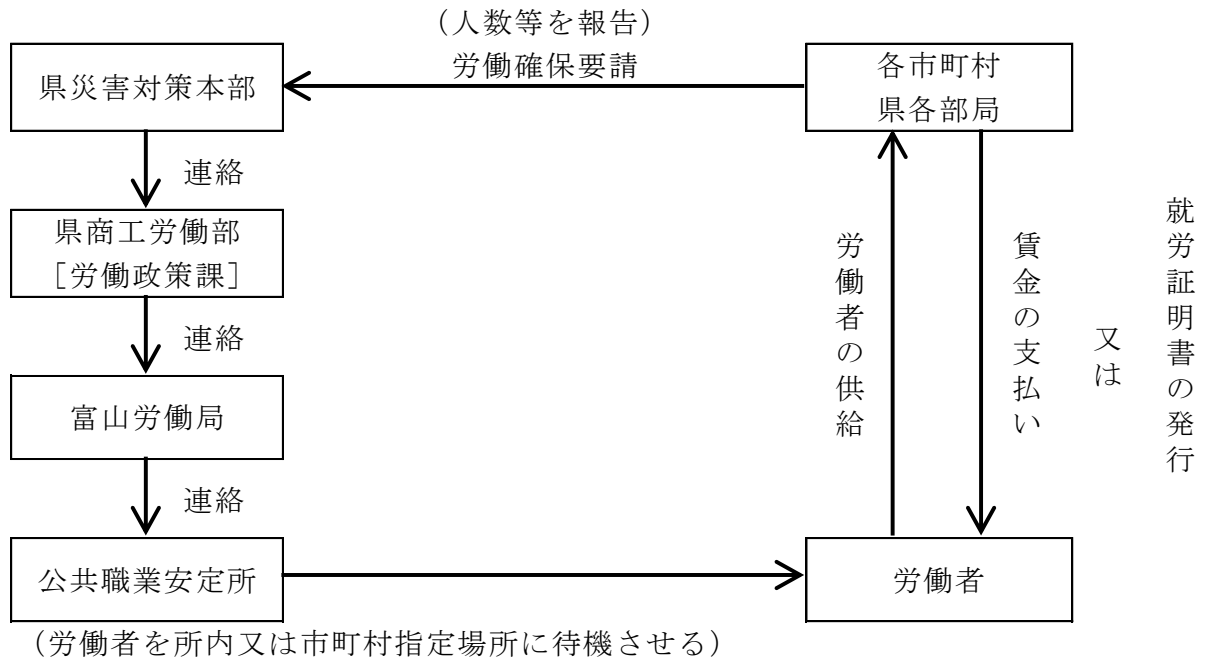 (人数等を報告)
労働確保要請
県災害対策本部
各市町村
県各部局
連絡
県商工労働部
[労働政策課]
連絡
富山労働局
連絡
公共職業安定所
(労働者を所内又は市町村指定場所に待機させる)
労働者の供給
賃金の支払い
又は
就労証明書の発行
労働者